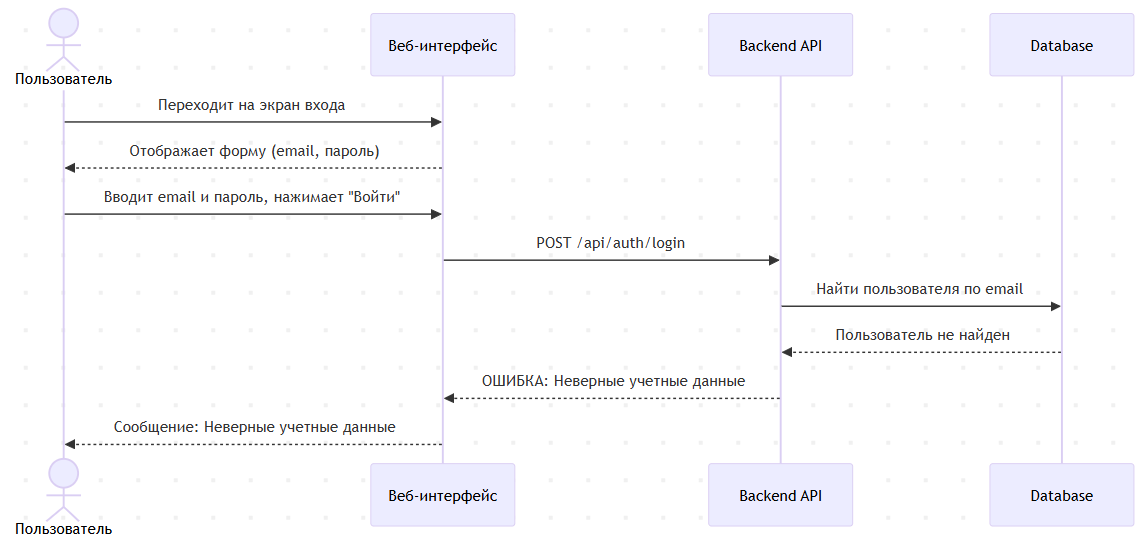 Пользователь
Веб-интерфейс
Backend API
Database
Переходит на экран входа
Отображает форму (email, пароль)
Вводит email и пароль, нажимает "Войти"
POST /api/auth/login
Найти пользователя по email
Пользователь не найден
ОШИБКА: Неверные учетные данные
Сообщение: Неверные учетные данные
Пользователь
Веб-интерфейс
Backend API
Database